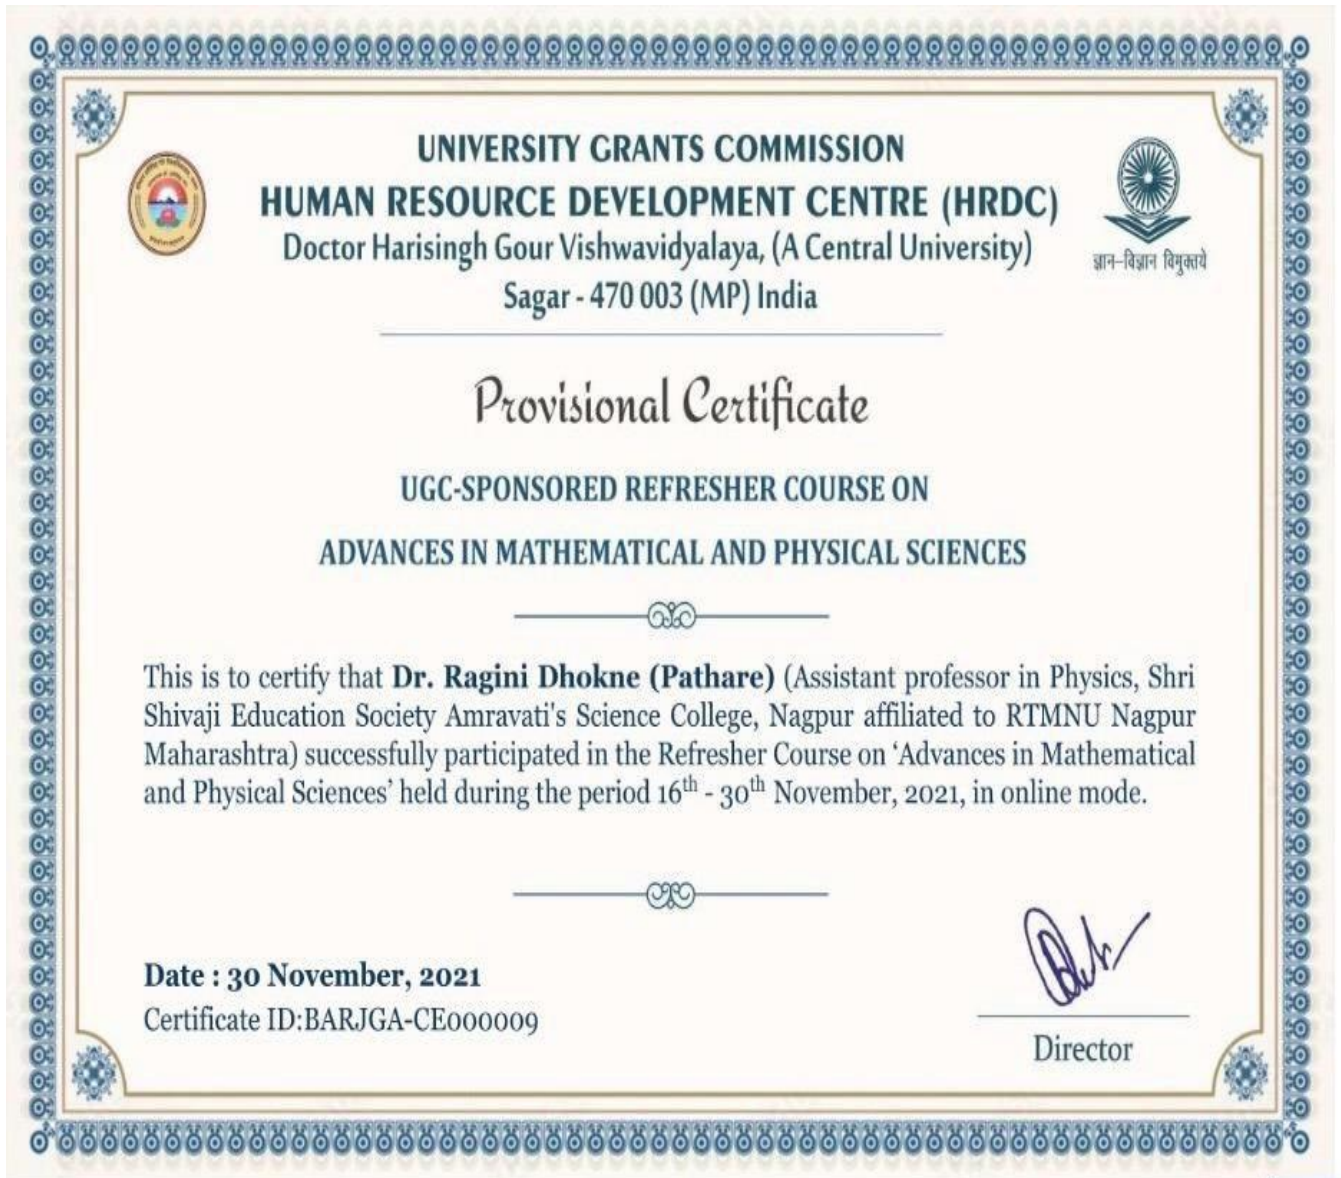 UNIVERSITY GRANTS COMMISSION
HUMAN RESOURCE DEVELOPMENT CENTRE (HRDC)
Doctor Harisingh Gour Vishwavidyalaya, (A Central University)
Sagar - 470 003 (MP) India
ज्ञान-विज्ञान विमुक्तये
Provisional Certificate
UGC-SPONSORED REFRESHER COURSE ON
ADVANCES IN MATHEMATICAL AND PHYSICAL SCIENCES
This is to certify that Dr. Ragini Dhokne (Pathare) (Assistant professor in Physics, Shri
Shivaji Education Society Amravati's Science College, Nagpur affiliated to RTMNU Nagpur
Maharashtra) successfully participated in the Refresher Course on ‘Advances in Mathematical
and Physical Sciences’ held during the period 16th - 30th November, 2021, in online mode.
Date : 30 November, 2021
Certificate ID:BARJGA-CE000009
Director